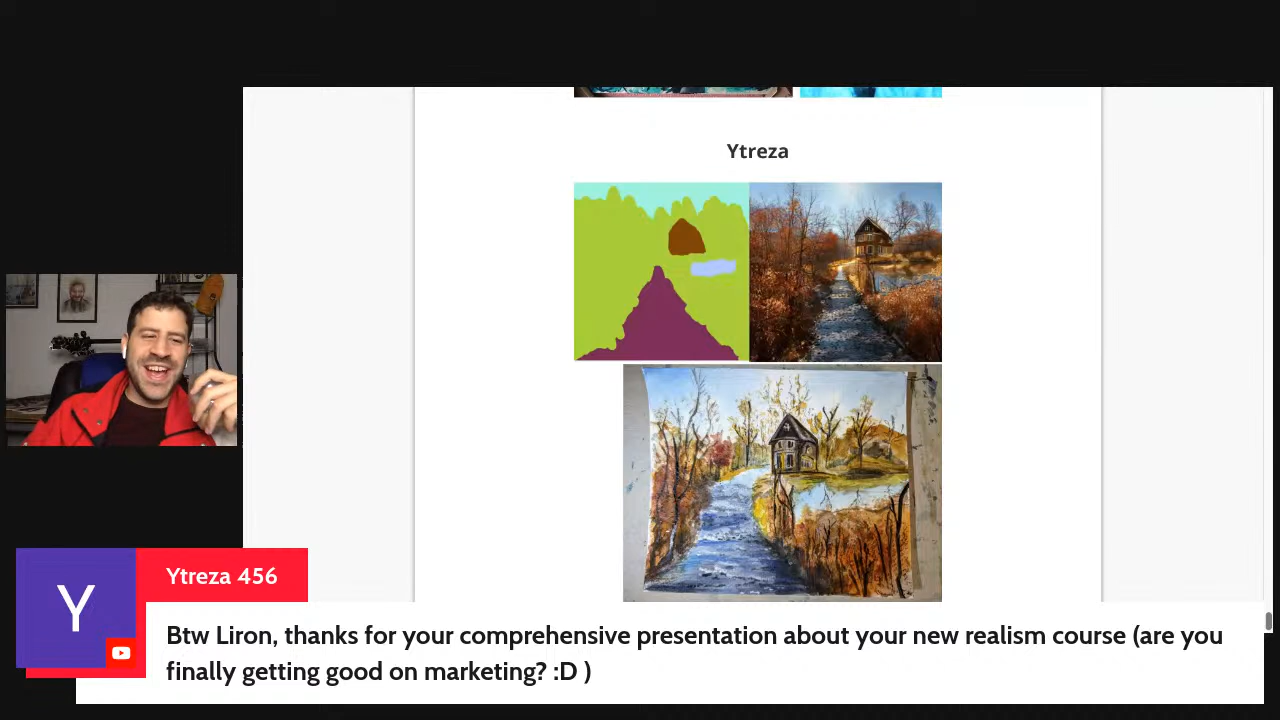 Ytreza
Y
Ytreza 456
Btw Liron, thanks for your comprehensive presentation about your new realism course (are you
finally getting good on marketing? :D )